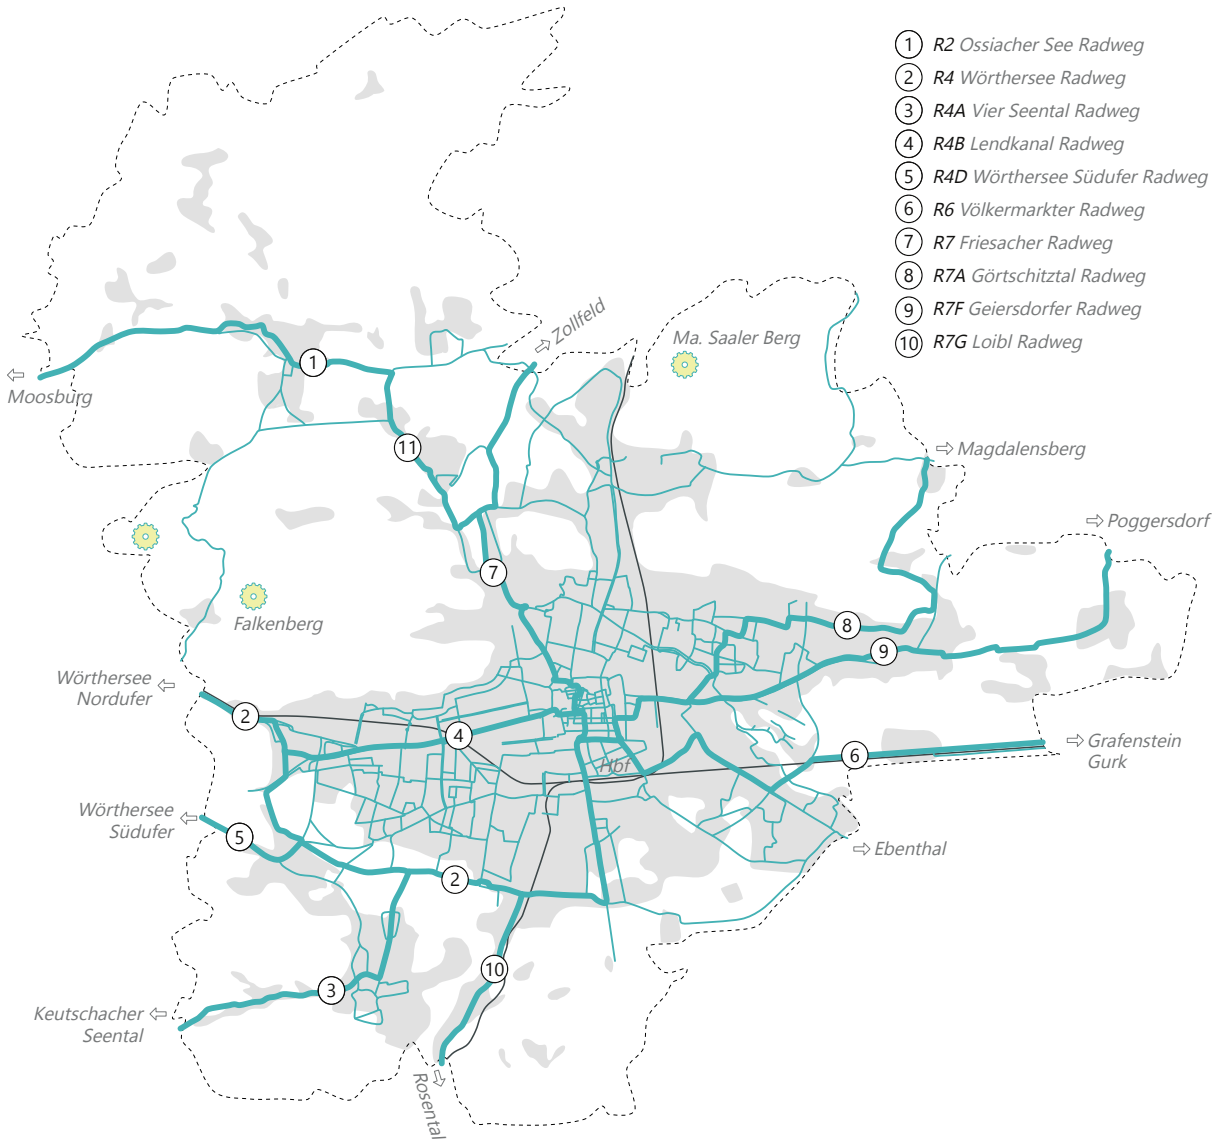 1 R2 Ossiacher See Radweg
2 R4 Wörthersee Radweg
3 R4A Vier Seental Radweg
4 R4B Lendkanal Radweg
5 R4D Wörthersee Südufer Radweg
6 R6 Völkermarkter Radweg
7 R7 Friesacher Radweg
8 R7A Görtschitztal Radweg
9 R7F Geiersdorfer Radweg
10 R7G Loibl Radweg
Zollfeld
Ma. Saaler Berg
1
Moosburg
11
Magdalensberg
Poggersdorf
7
Falkenberg
8
9
Wörthersee
Nordufer
2
4
6
Grafenstein
Gurk
Hbf
Wörthersee
Südufer
5
Ebenthal
2
10
3
Keutschacher
Seental
Rosental